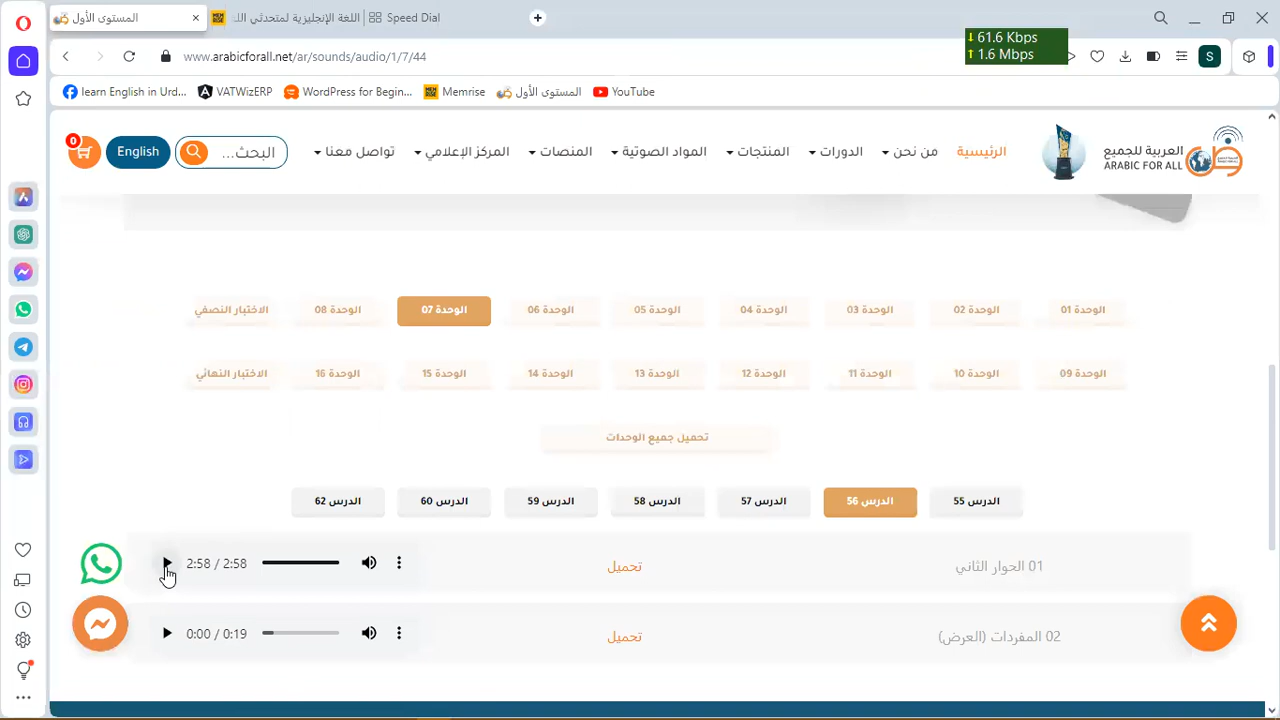 المستوى الأول
اللغة الإنجليزية لمتحدثي اللـ
Speed Dial
61.6 Kbps
1.6 Mbps
www.arabicforall.net/ar/sounds/audio/1/7/44
S
learn English in Urd...
VATWizERP
WordPress for Begin...
Memrise
المستوى الأول
YouTube
العربية للجميع
ARABIC FOR ALL
الرئيسية
من نحن
الدورات
المنتجات
المواد الصوتية
المنصات
المركز الإعلامي
تواصل معنا
البحث...
English
0
الوحدة 01
الوحدة 02
الوحدة 03
الوحدة 04
الوحدة 05
الوحدة 06
الوحدة 07
الوحدة 08
الاختبار النصفي
الوحدة 09
الوحدة 10
الوحدة 11
الوحدة 12
الوحدة 13
الوحدة 14
الوحدة 15
الوحدة 16
الاختبار النهائي
تحميل جميع الوحدات
الدرس 55
الدرس 56
الدرس 57
الدرس 58
الدرس 59
الدرس 60
الدرس 62
01 الحوار الثاني
تحميل
2:58 / 2:58
02 المفردات (العرض)
تحميل
0:00 / 0:19